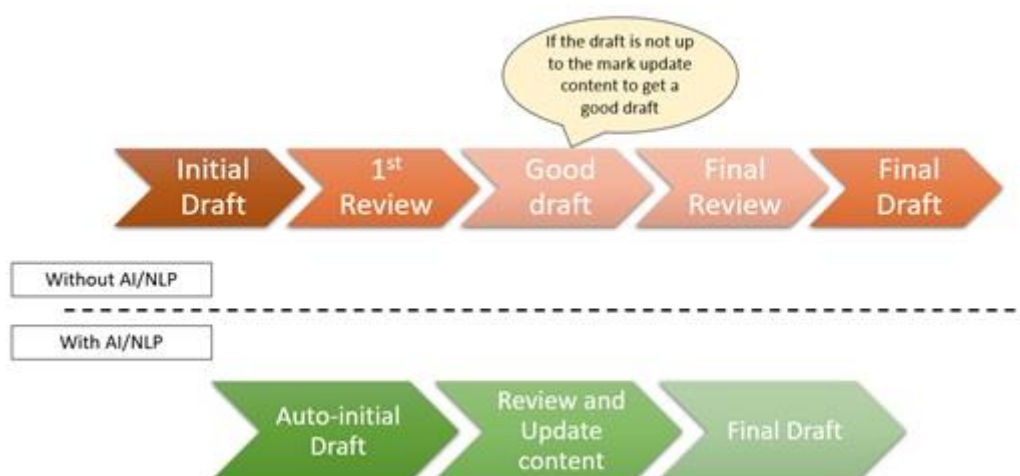 If the draft is not up
to the mark update
content to get a
good draft
Initial
Draft
1st
Review
Good
draft
Final
Review
Final
Draft
Without AI/NLP
With AI/NLP
Auto-initial
Draft
Review and
Update
content
Final Draft